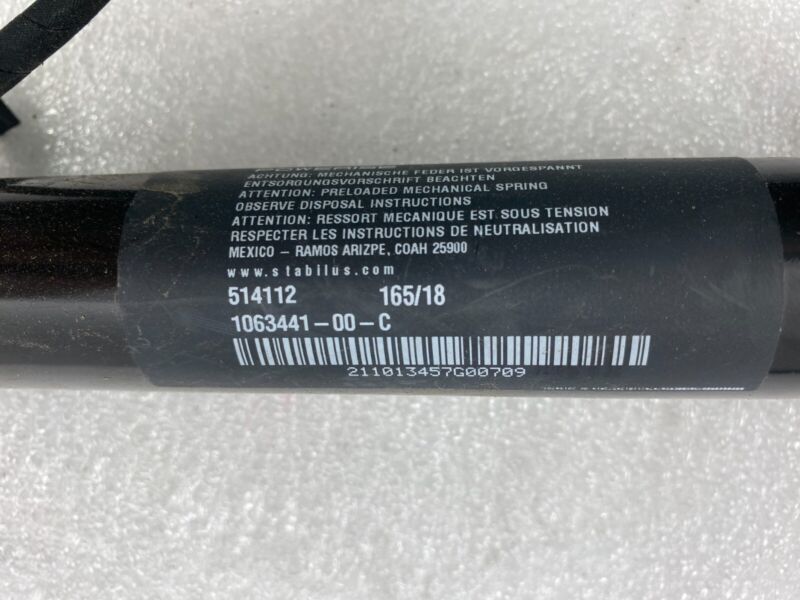 ACHTUNG: MECHANISCHE FEDER IST VORGESPANNT
ENTSORGUNGSVORSCHRIFT BEACHTEN
ATTENTION: PRELOADED MECHANICAL SPRING
OBSERVE DISPOSAL INSTRUCTIONS
ATTENTION: RESSORT MECANIQUE EST SOUS TENSION
RESPECTER LES INSTRUCTIONS DE NEUTRALISATION
MEXICO – RAMOS ARIZPE, COAH 25900
www.stabilus.com
514112 165/18
1063441-00-C
211013457G00709